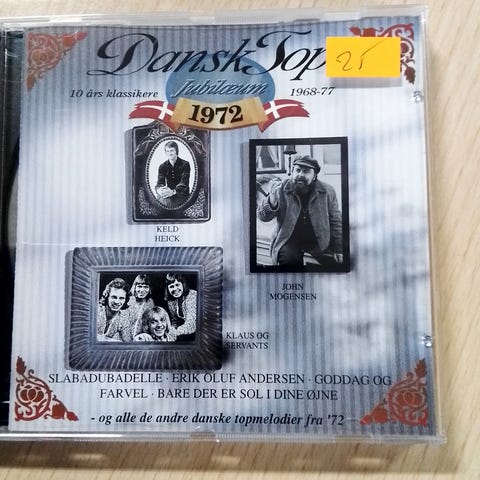 Dansk Top
25
10 års klassikere
Jubilæum
1968-77
1972
KELD
HEICK
JOHN
MOGENSEN
KLAUS OG
SERVANTS
SLABADUBADELLE · ERIK OLUF ANDERSEN · GODDAG OG
FARVEL · BARE DER ER SOL I DINE ØJNE
- og alle de andre danske topmelodier fra '72 -